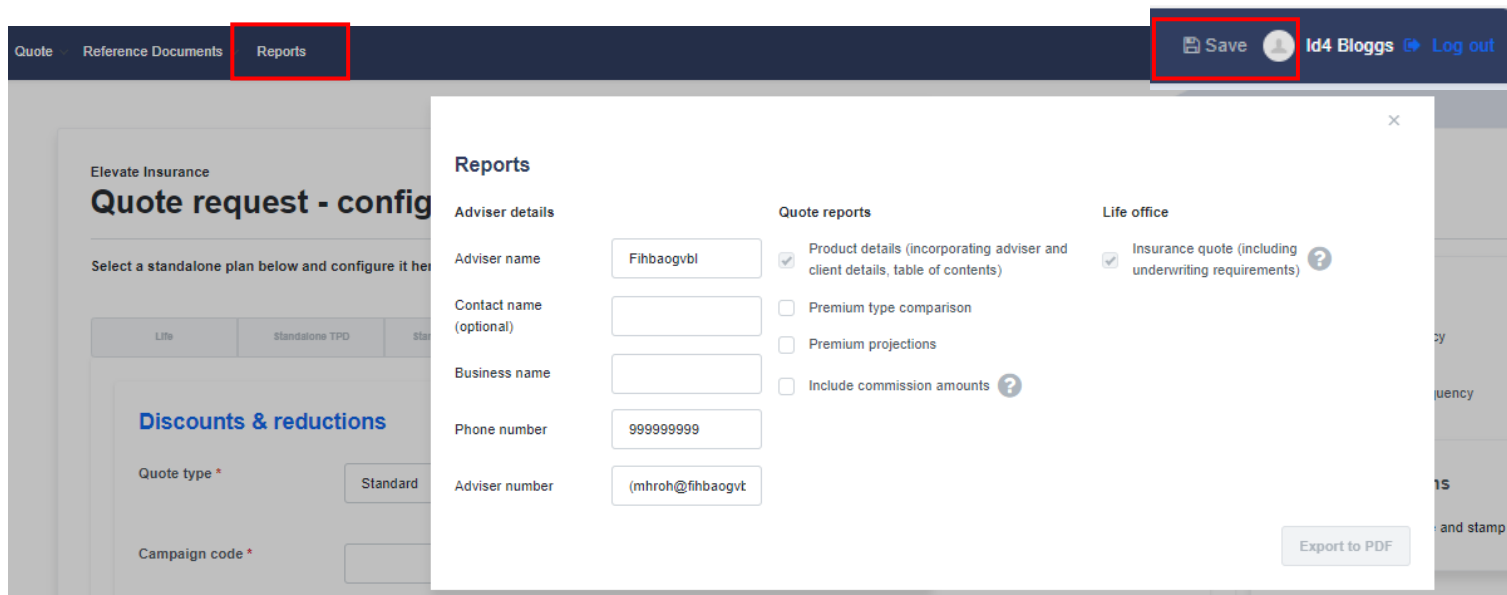 Quote Reference Documents Reports
Save Id4 Bloggs Log out
Elevate Insurance
Quote request - config
Select a standalone plan below and configure it her
Life Standalone TPD Star
Discounts & reductions
Quote type * Standard
Campaign code *
×
Reports
Adviser details
Adviser name Fihbaogvbl
Contact name
(optional)
Business name
Phone number 999999999
Adviser number (mhroh@fihbaogvb
Quote reports
Product details (incorporating adviser and
client details, table of contents)
Premium type comparison
Premium projections
Include commission amounts ?
Life office
Insurance quote (including
underwriting requirements) ?
Export to PDF
cy
quency
ns
and stamp